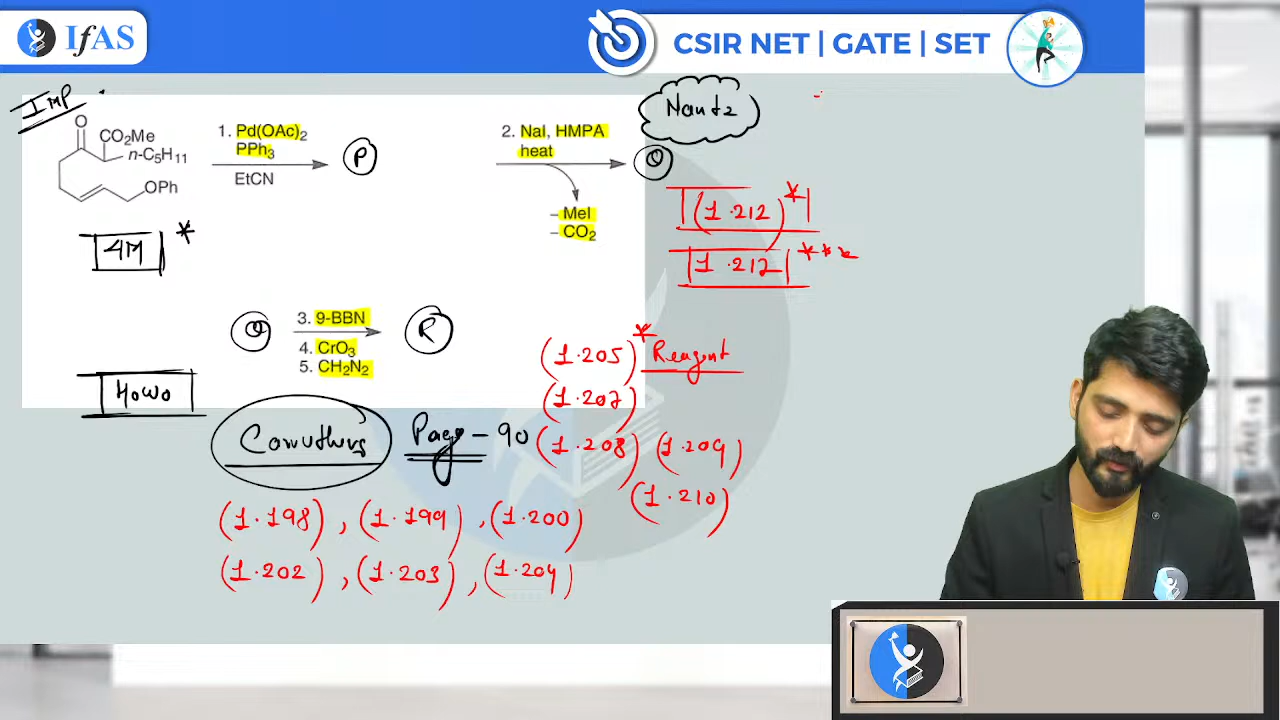 IfAS
CSIR NET | GATE | SET
IMP
O
CO₂Me
n-C₅H₁₁
OPh
1. Pd(OAc)₂
PPh₃
EtCN
P
2. NaI, HMPA
heat
– MeI
– CO₂
Q
4M *
(1.212)*
1.212 ***
Q
3. 9-BBN
4. CrO₃
5. CH₂N₂
R
HOWO
Page - 90
(1.205)* Reagent
(1.207)
(1.208) (1.209)
(1.210)
(1.198), (1.199), (1.200)
(1.202), (1.203), (1.204)